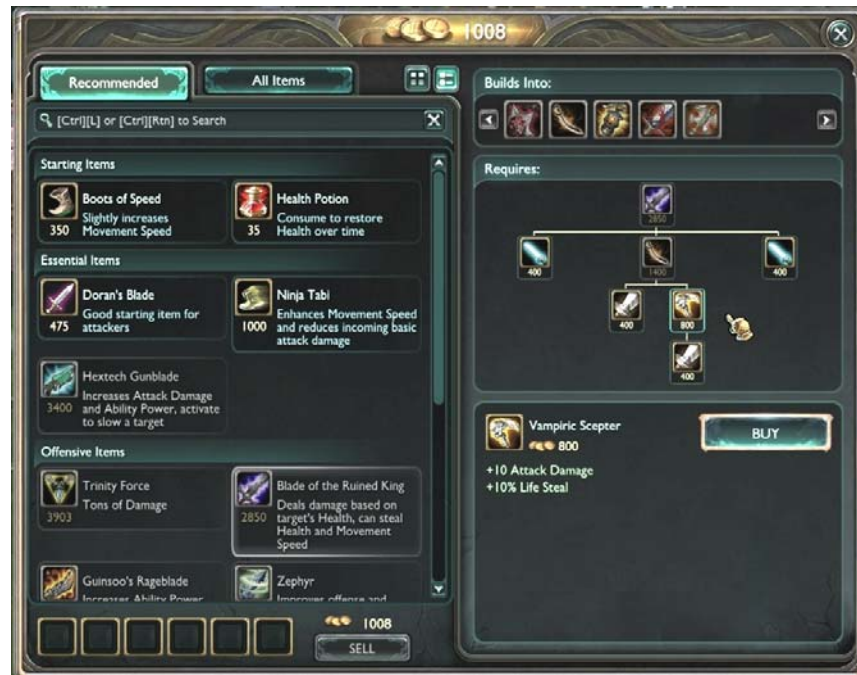 1008
Recommended
All Items
[Ctrl][L] or [Ctrl][Rtn] to Search
Starting Items
Boots of Speed
Slightly increases
Movement Speed
350
Health Potion
Consume to restore
Health over time
35
Essential Items
Doran's Blade
Good starting item for
attackers
475
Ninja Tabi
Enhances Movement Speed
and reduces incoming basic
attack damage
1000
Hextech Gunblade
Increases Attack Damage
and Ability Power, activate
to slow a target
3400
Offensive Items
Trinity Force
Tons of Damage
3903
Blade of the Ruined King
Deals damage based on
target's Health, can steal
Health and Movement
Speed
2850
Guinsoo's Rageblade
Increases Ability Power
Zephyr
Improves offense and
1008
SELL
Builds Into:
Requires:
2850
400
1400
400
400
800
400
Vampiric Scepter
800
BUY
+10 Attack Damage
+10% Life Steal